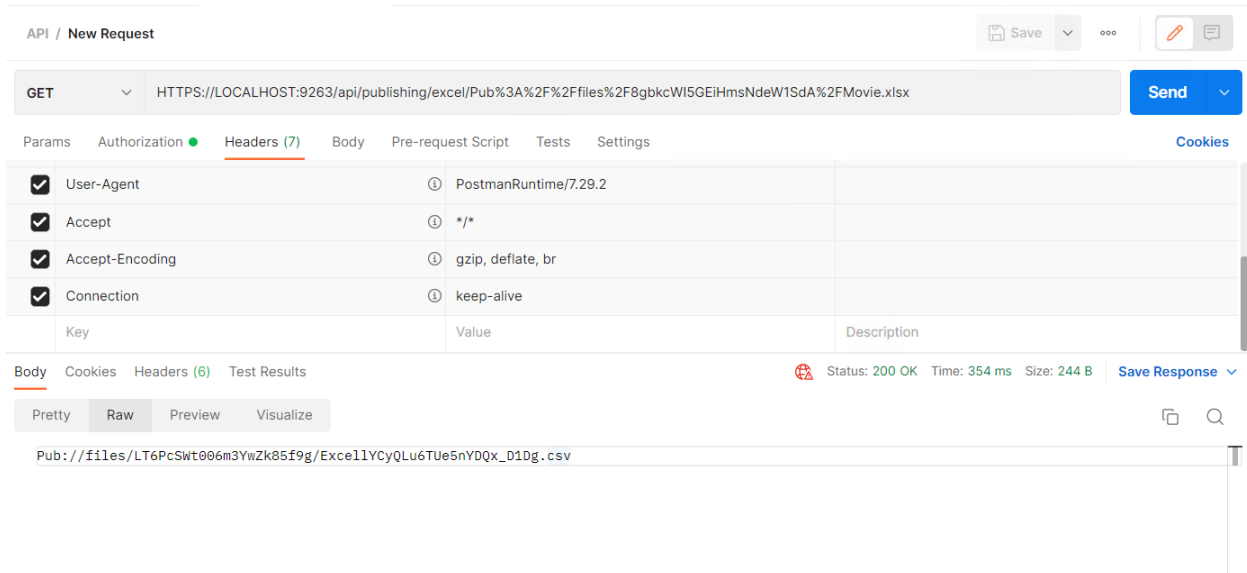 API / New Request
Save
GET
HTTPS://LOCALHOST:9263/api/publishing/excel/Pub%3A%2F%2Ffiles%2F8gbkcWI5GEiHmsNdeW1SdA%2FMovie.xlsx
Send
Params Authorization Headers (7) Body Pre-request Script Tests Settings Cookies
User-Agent PostmanRuntime/7.29.2
Accept */*
Accept-Encoding gzip, deflate, br
Connection keep-alive
Key Value Description
Body Cookies Headers (6) Test Results Status: 200 OK Time: 354 ms Size: 244 B Save Response
Pretty Raw Preview Visualize
Pub://files/LT6PcSWt006m3YwZk85f9g/ExcellYCyQLu6TUe5nYDQx_D1Dg.csv